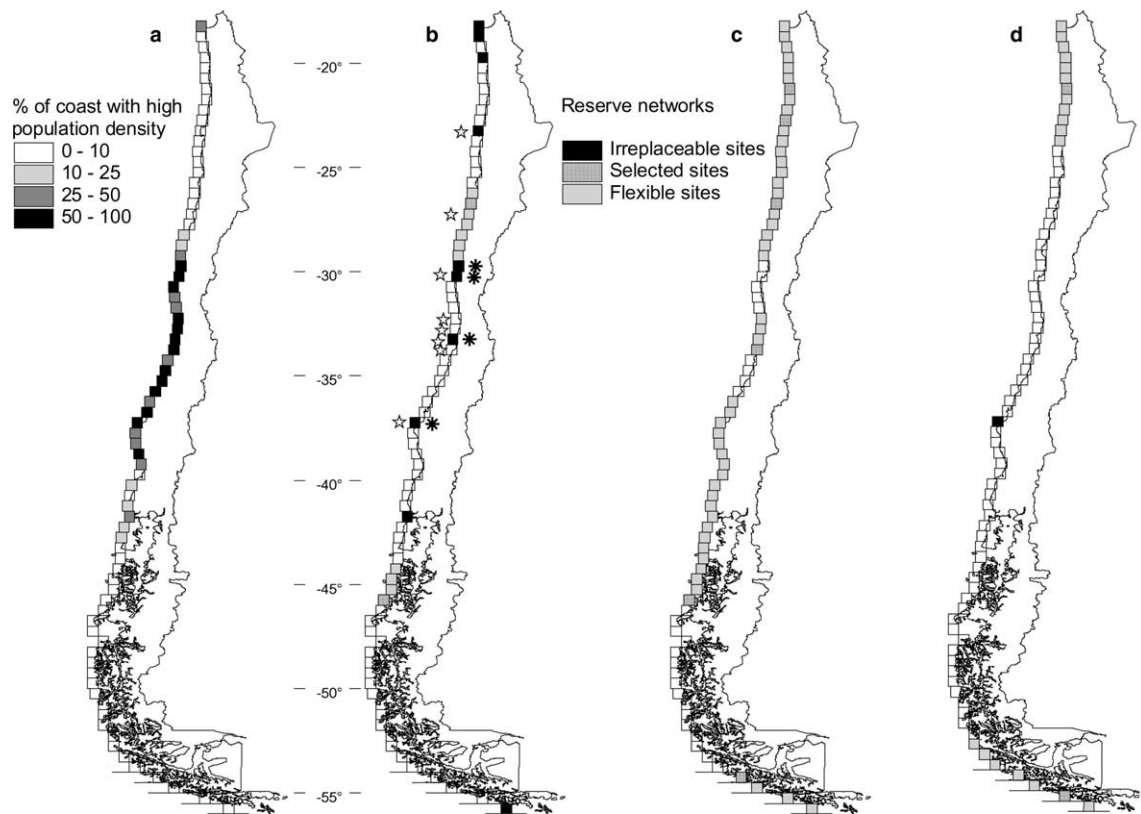 a
b
c
d
% of coast with high
population density
0 - 10
10 - 25
25 - 50
50 - 100
-20°
-25°
-30°
-35°
-40°
-45°
-50°
-55°
Reserve networks
Irreplaceable sites
Selected sites
Flexible sites